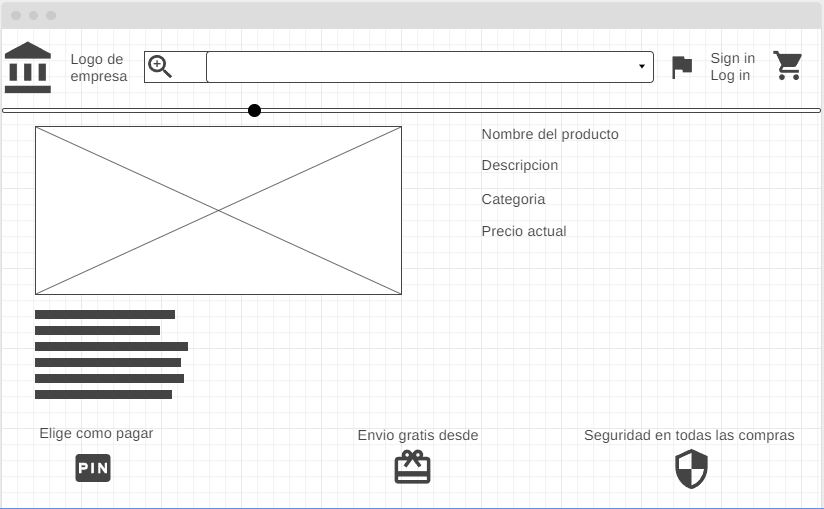 Logo de
empresa
Sign in
Log in
Nombre del producto
Descripcion
Categoria
Precio actual
Elige como pagar
Envio gratis desde
Seguridad en todas las compras
PIN